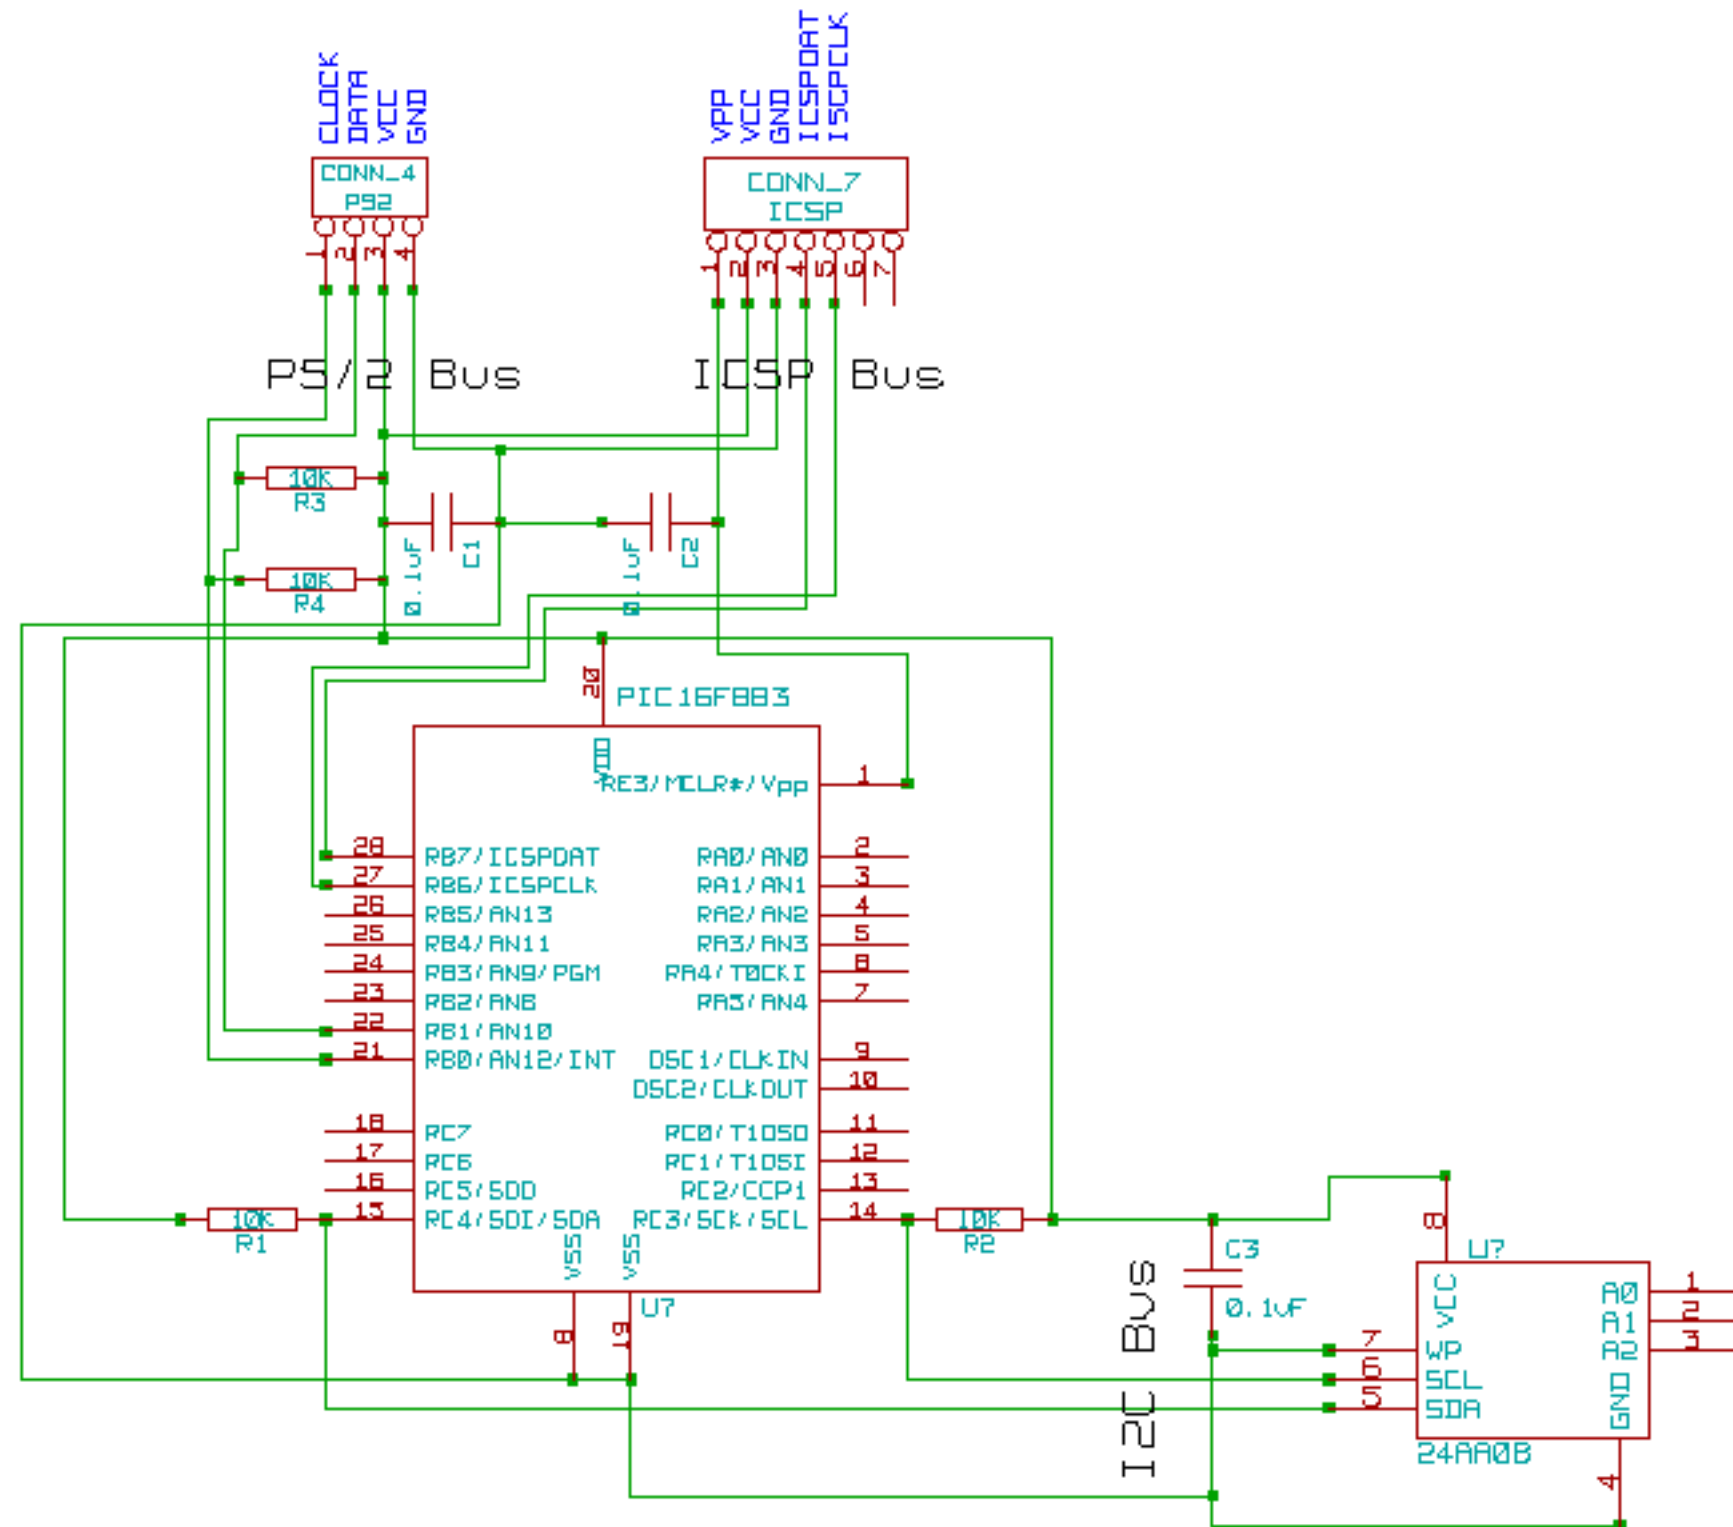 CLOCK
DATA
VCC
GND
VPP
VCC
GND
ICSPDAT
ISCPCLK
CONN_4
PS2
CONN_7
ICSP
1
2
3
4
1
2
3
4
5
6
7
PS/2 Bus
ICSP Bus
10K
R3
0.1uF
C1
0.1uF
C2
10K
R4
20
PIC16F883
VDD
RE3/MCLR#/Vpp
1
28
RB7/ICSPDAT
RA0/AN0
2
27
RB6/ICSPCLK
RA1/AN1
3
26
RB5/AN13
RA2/AN2
4
25
RB4/AN11
RA3/AN3
5
24
RB3/AN9/PGM
RA4/T0CKI
6
23
RB2/AN8
RA5/AN4
7
22
RB1/AN10
21
RB0/AN12/INT
OSC1/CLKIN
9
OSC2/CLKOUT
10
18
RC7
RC0/T1OSO
11
17
RC6
RC1/T1OSI
12
16
RC5/SDO
RC2/CCP1
13
15
RC4/SDI/SDA
RC3/SCK/SCL
14
10K
R1
10K
R2
VSS
VSS
8
19
U?
I2C Bus
C3
0.1uF
8
U?
VCC
A0
1
A1
2
A2
3
7
WP
6
SCL
5
SDA
GND
24AA08
4